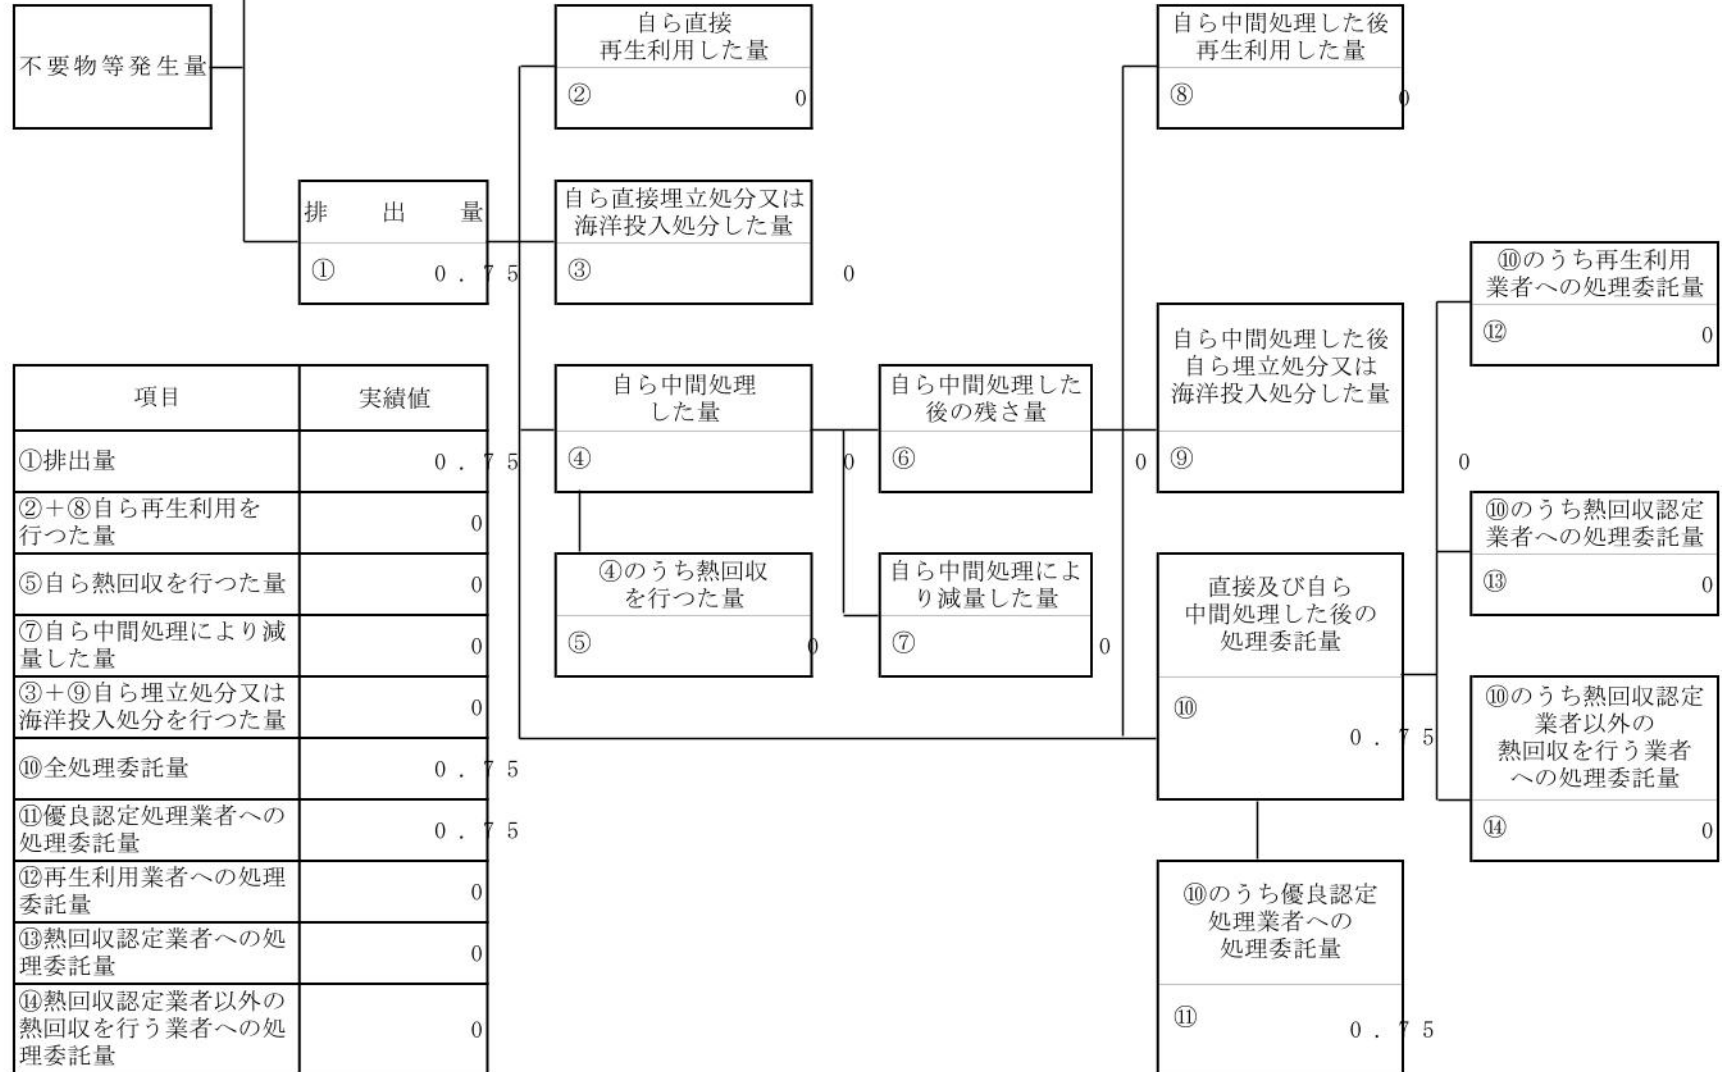 不要物等発生量
自ら直接
再生利用した量
②
0
自ら中間処理した後
再生利用した量
⑧
0
排出量
①
0.75
自ら直接埋立処分又は
海洋投入処分した量
③
0
⑩のうち再生利用
業者への処理委託量
⑫
0
自ら中間処理した後
自ら埋立処分又は
海洋投入処分した量
⑨
0
自ら中間処理
した量
④
0
自ら中間処理した
後の残さ量
⑥
0
⑩のうち熱回収認定
業者への処理委託量
⑬
0
④のうち熱回収
を行つた量
⑤
0
自ら中間処理によ
り減量した量
⑦
0
直接及び自ら
中間処理した後の
処理委託量
⑩
0.75
⑩のうち熱回収認定
業者以外の
熱回収を行う業者
への処理委託量
⑭
0
⑩のうち優良認定
処理業者への
処理委託量
⑪
0.75
項目 実績値
①排出量 0.75
②+⑧自ら再生利用を
行つた量 0
⑤自ら熱回収を行つた量 0
⑦自ら中間処理により減
量した量 0
③+⑨自ら埋立処分又は
海洋投入処分を行つた量 0
⑩全処理委託量 0.75
⑪優良認定処理業者への
処理委託量 0.75
⑫再生利用業者への処理
委託量 0
⑬熱回収認定業者への処
理委託量 0
⑭熱回収認定業者以外の
熱回収を行う業者への処
理委託量 0